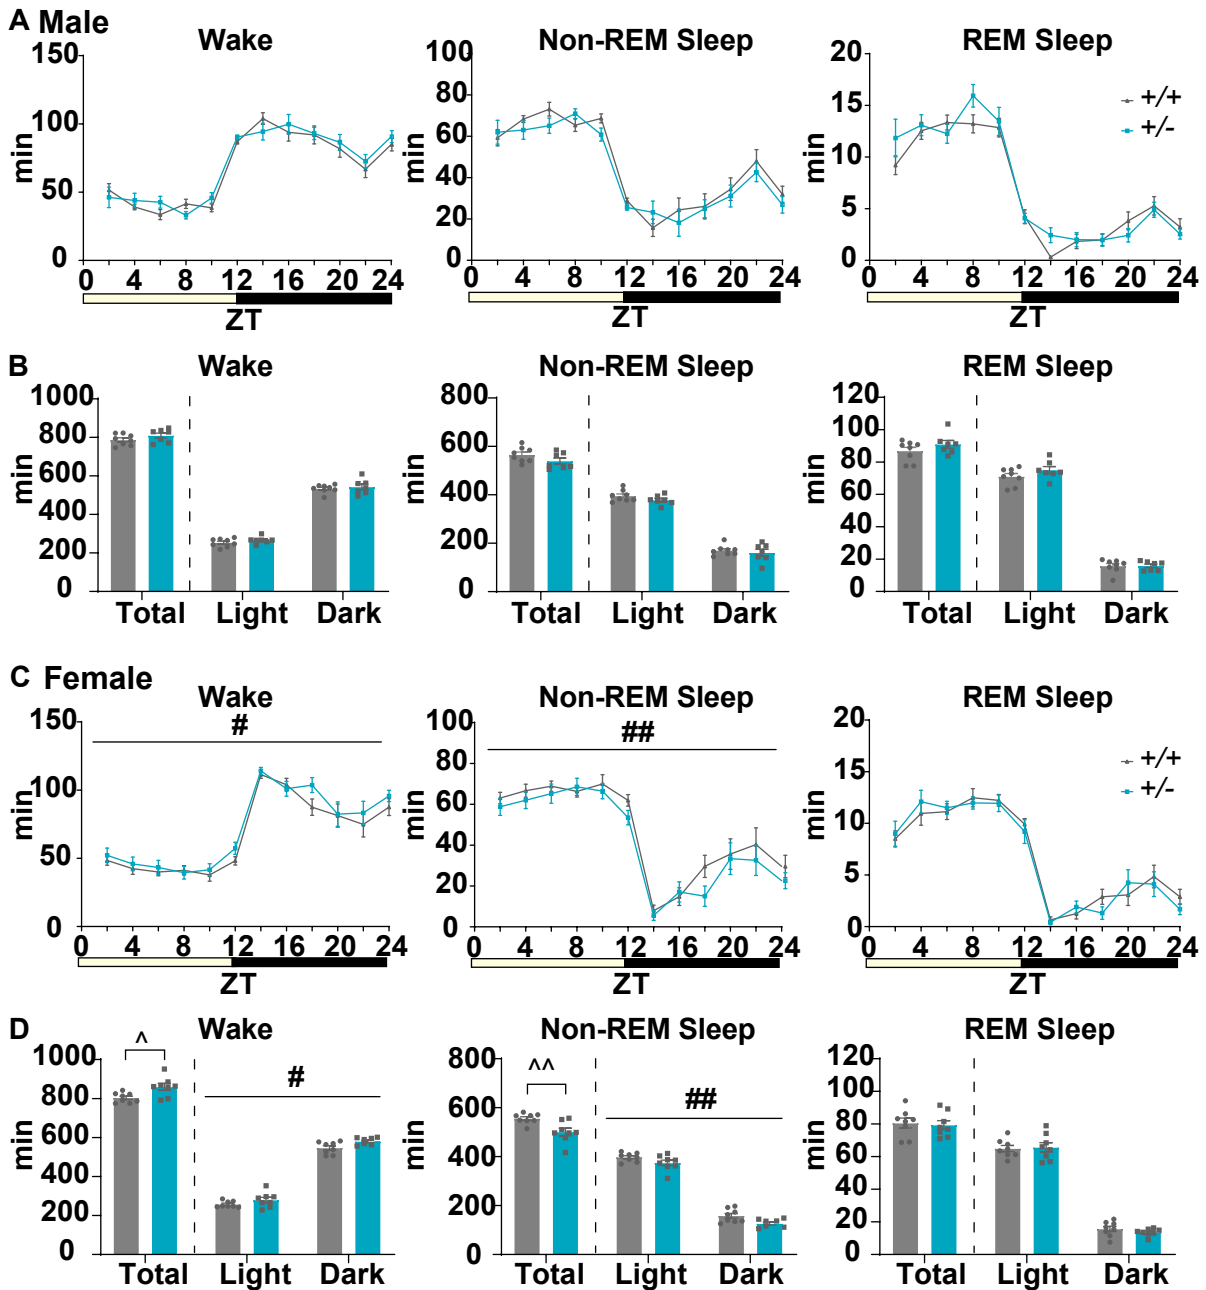 A Male
Wake
Non-REM Sleep
REM Sleep
150
100
50
0
min
0 4 8 12 16 20 24
ZT
100
80
60
40
20
0
min
0 4 8 12 16 20 24
ZT
20
15
10
5
0
min
0 4 8 12 16 20 24
ZT
+/+
+/-
B
Wake
Non-REM Sleep
REM Sleep
1000
800
600
400
200
0
min
Total Light Dark
800
600
400
200
0
min
Total Light Dark
120
100
80
60
40
20
0
min
Total Light Dark
C Female
Wake
Non-REM Sleep
REM Sleep
150
100
50
0
min
#
0 4 8 12 16 20 24
ZT
100
80
60
40
20
0
min
##
0 4 8 12 16 20 24
ZT
20
15
10
5
0
min
0 4 8 12 16 20 24
ZT
+/+
+/-
D
Wake
Non-REM Sleep
REM Sleep
1000
800
600
400
200
0
min
^
#
Total Light Dark
800
600
400
200
0
min
^^
##
Total Light Dark
120
100
80
60
40
20
0
min
Total Light Dark